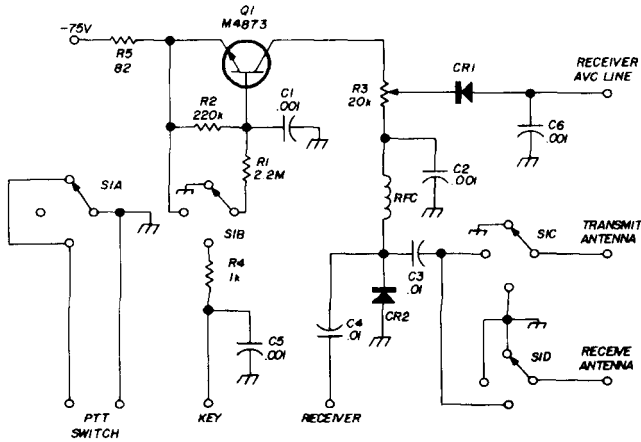 Q1
M4873
-75V
R5
82
R2
220k
C1
.001
R1
2.2M
R3
20k
CR1
RECEIVER
AVC LINE
C6
.001
C2
.001
RFC
S1A
S1B
S1C
TRANSMIT
ANTENNA
R4
1k
C3
.01
CR2
C4
.01
C5
.001
S1D
RECEIVE
ANTENNA
PTT
SWITCH
KEY
RECEIVER